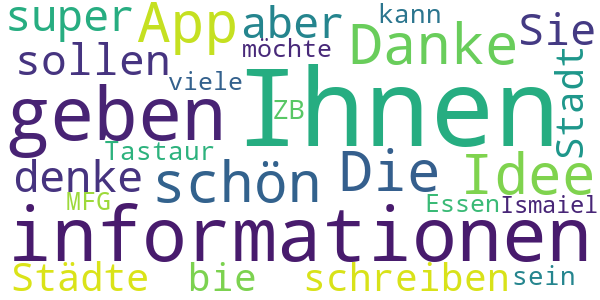 super App aber kann Sie
sollen möchte Danke Stadt
viele
geben Ihnen
ZB
Tastaur
denke schön Die Idee
MFG Essen Ismaiel
informationen
Städte bie schreiben sein